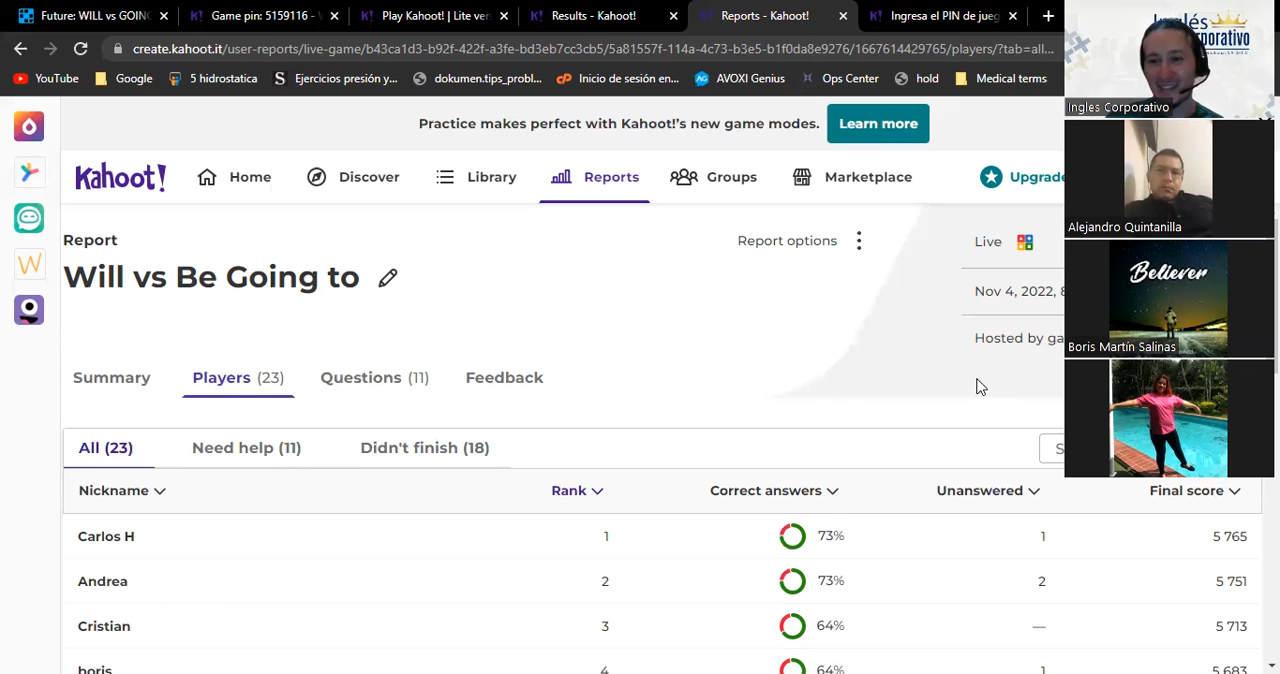 Future: WILL vs GOING
Game pin: 5159116 -
Play Kahoot! | Lite ver
Results - Kahoot!
Reports - Kahoot!
Ingresa el PIN de jueg
create.kahoot.it/user-reports/live-game/b43ca1d3-b92f-422f-a3fe-bd3eb7cc3cb5/5a81557f-114a-4c73-b3e5-b1f0da8e9276/1667614429765/players/?tab=all...
YouTube Google 5 hidrostatica Ejercicios presión y... dokumen.tips_probl... Inicio de sesión en... AVOXI Genius Ops Center hold Medical terms
Practice makes perfect with Kahoot!'s new game modes. Learn more
Kahoot! Home Discover Library Reports Groups Marketplace Upgrade
Report
Report options
Live
Will vs Be Going to
Nov 4, 2022, 8
Hosted by ga
Summary Players (23) Questions (11) Feedback
All (23) Need help (11) Didn't finish (18)
S
Nickname Rank Correct answers Unanswered Final score
Carlos H 1 73% 1 5 765
Andrea 2 73% 2 5 751
Cristian 3 64% — 5 713
boris 4 64% 1 5 683
Ingles Corporativo
Alejandro Quintanilla
Believer
Boris Martín Salinas